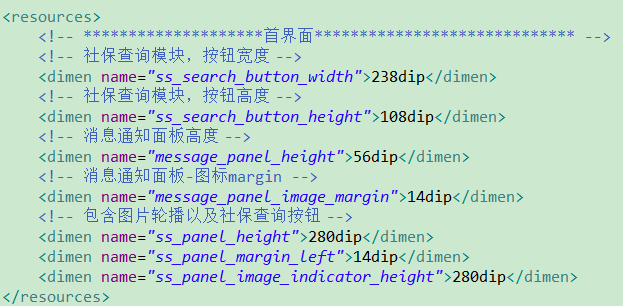 <resources>
<!-- ********************首界面***************************** -->
<!-- 社保查询模块，按钮宽度 -->
<dimen name="ss_search_button_width">238dip</dimen>
<!-- 社保查询模块，按钮高度 -->
<dimen name="ss_search_button_height">108dip</dimen>
<!-- 消息通知面板高度 -->
<dimen name="message_panel_height">56dip</dimen>
<!-- 消息通知面板-图标margin -->
<dimen name="message_panel_image_margin">14dip</dimen>
<!-- 包含图片轮播以及社保查询按钮 -->
<dimen name="ss_panel_height">280dip</dimen>
<dimen name="ss_panel_margin_left">14dip</dimen>
<dimen name="ss_panel_image_indicator_height">280dip</dimen>
</resources>